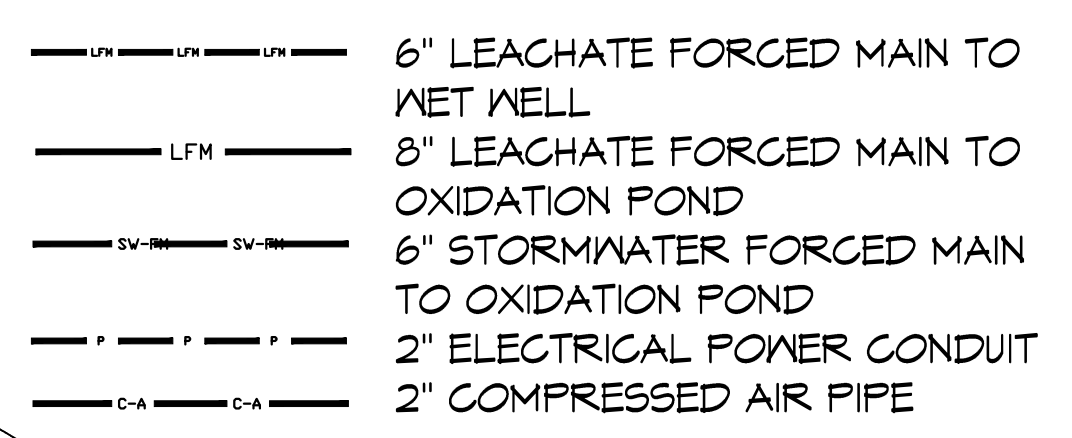 LFM LFM LFM 6" LEACHATE FORCED MAIN TO
WET WELL
LFM 8" LEACHATE FORCED MAIN TO
OXIDATION POND
SW-FM SW-FM 6" STORMWATER FORCED MAIN
TO OXIDATION POND
P P P 2" ELECTRICAL POWER CONDUIT
C-A C-A 2" COMPRESSED AIR PIPE